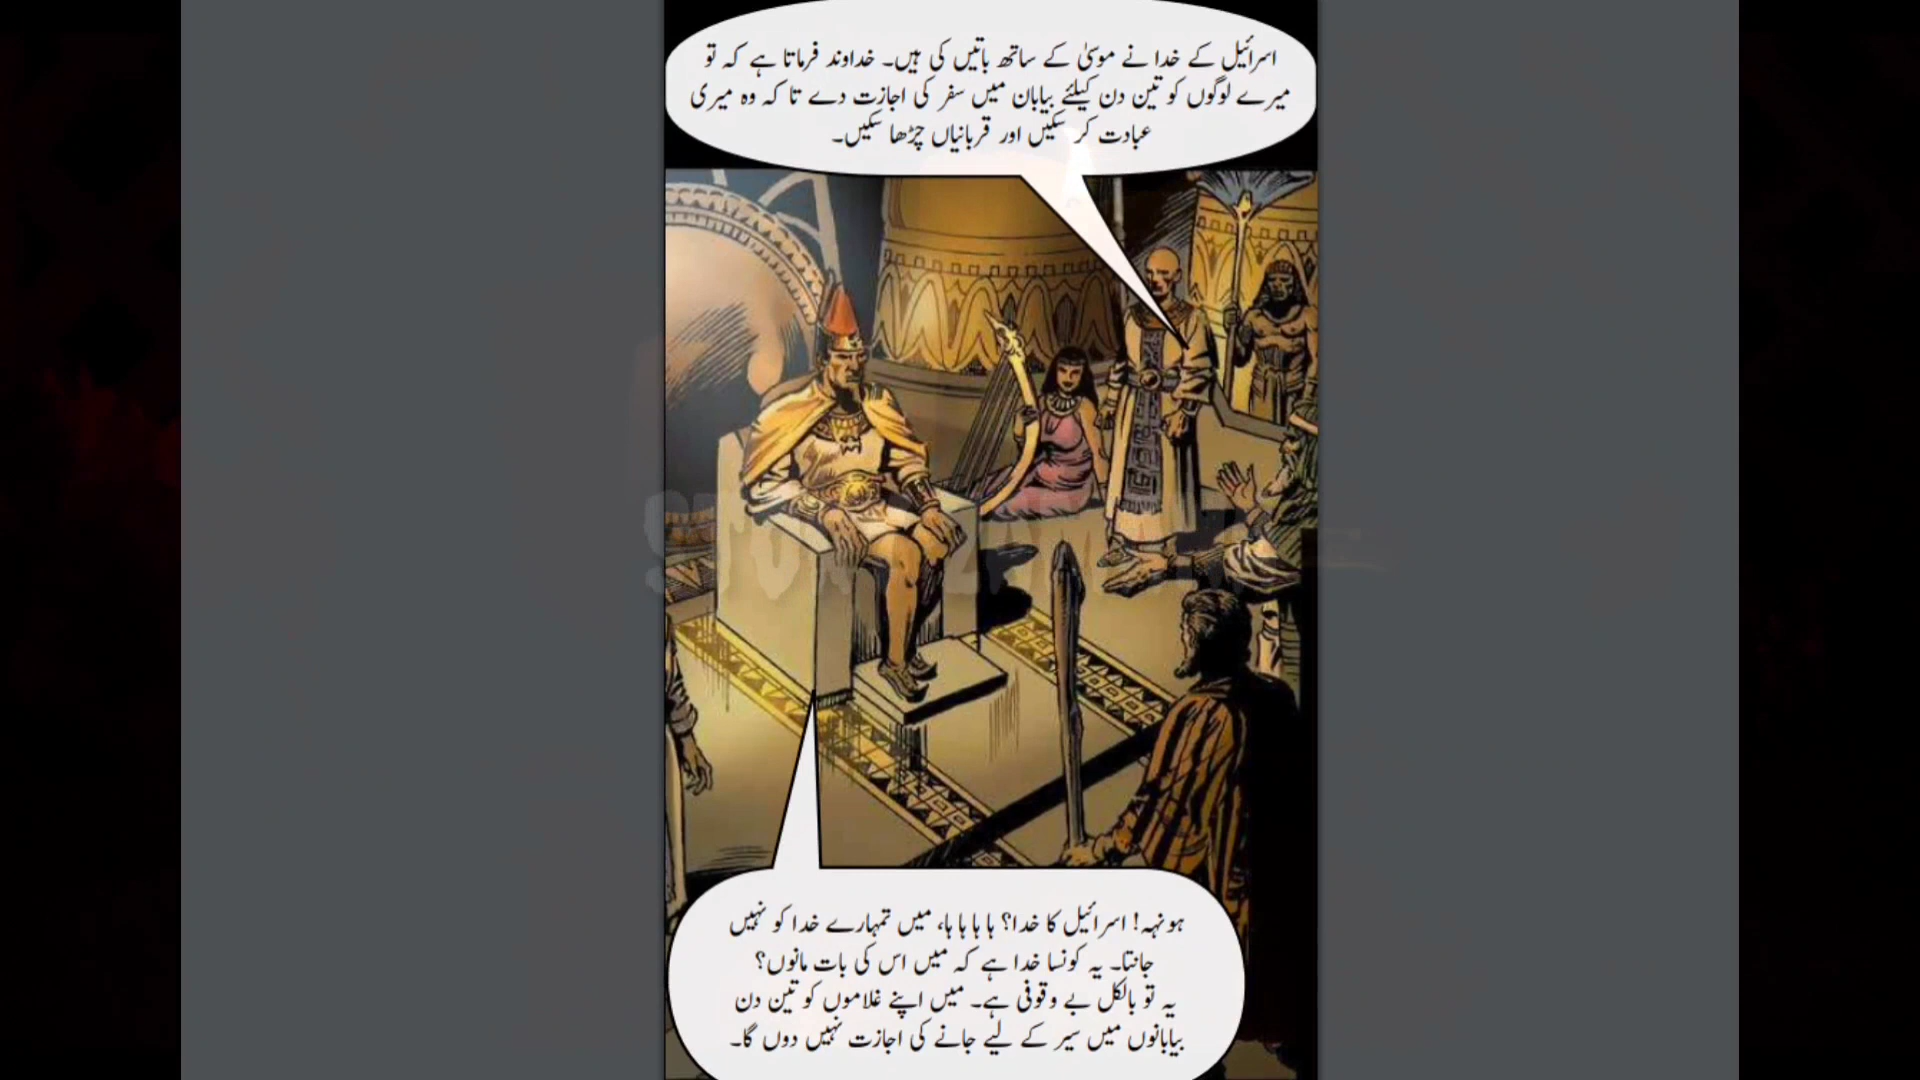 اسرائیل کے خدا نے موسیٰ کے ساتھ باتیں کی ہیں۔ خداوند فرماتا ہے کہ تو
میرے لوگوں کو تین دن کیلئے بیابان میں سفر کی اجازت دے تا کہ وہ میری
عبادت کر سکیں اور قربانیاں چڑھا سکیں۔
ہونہہ! اسرائیل کا خدا؟ ہا ہا ہا ہا، میں تمہارے خدا کو نہیں
جانتا۔ یہ کونسا خدا ہے کہ میں اس کی بات مانوں؟
یہ تو بالکل بے وقوفی ہے۔ میں اپنے غلاموں کو تین دن
بیابانوں میں سیر کے لیے جانے کی اجازت نہیں دوں گا۔